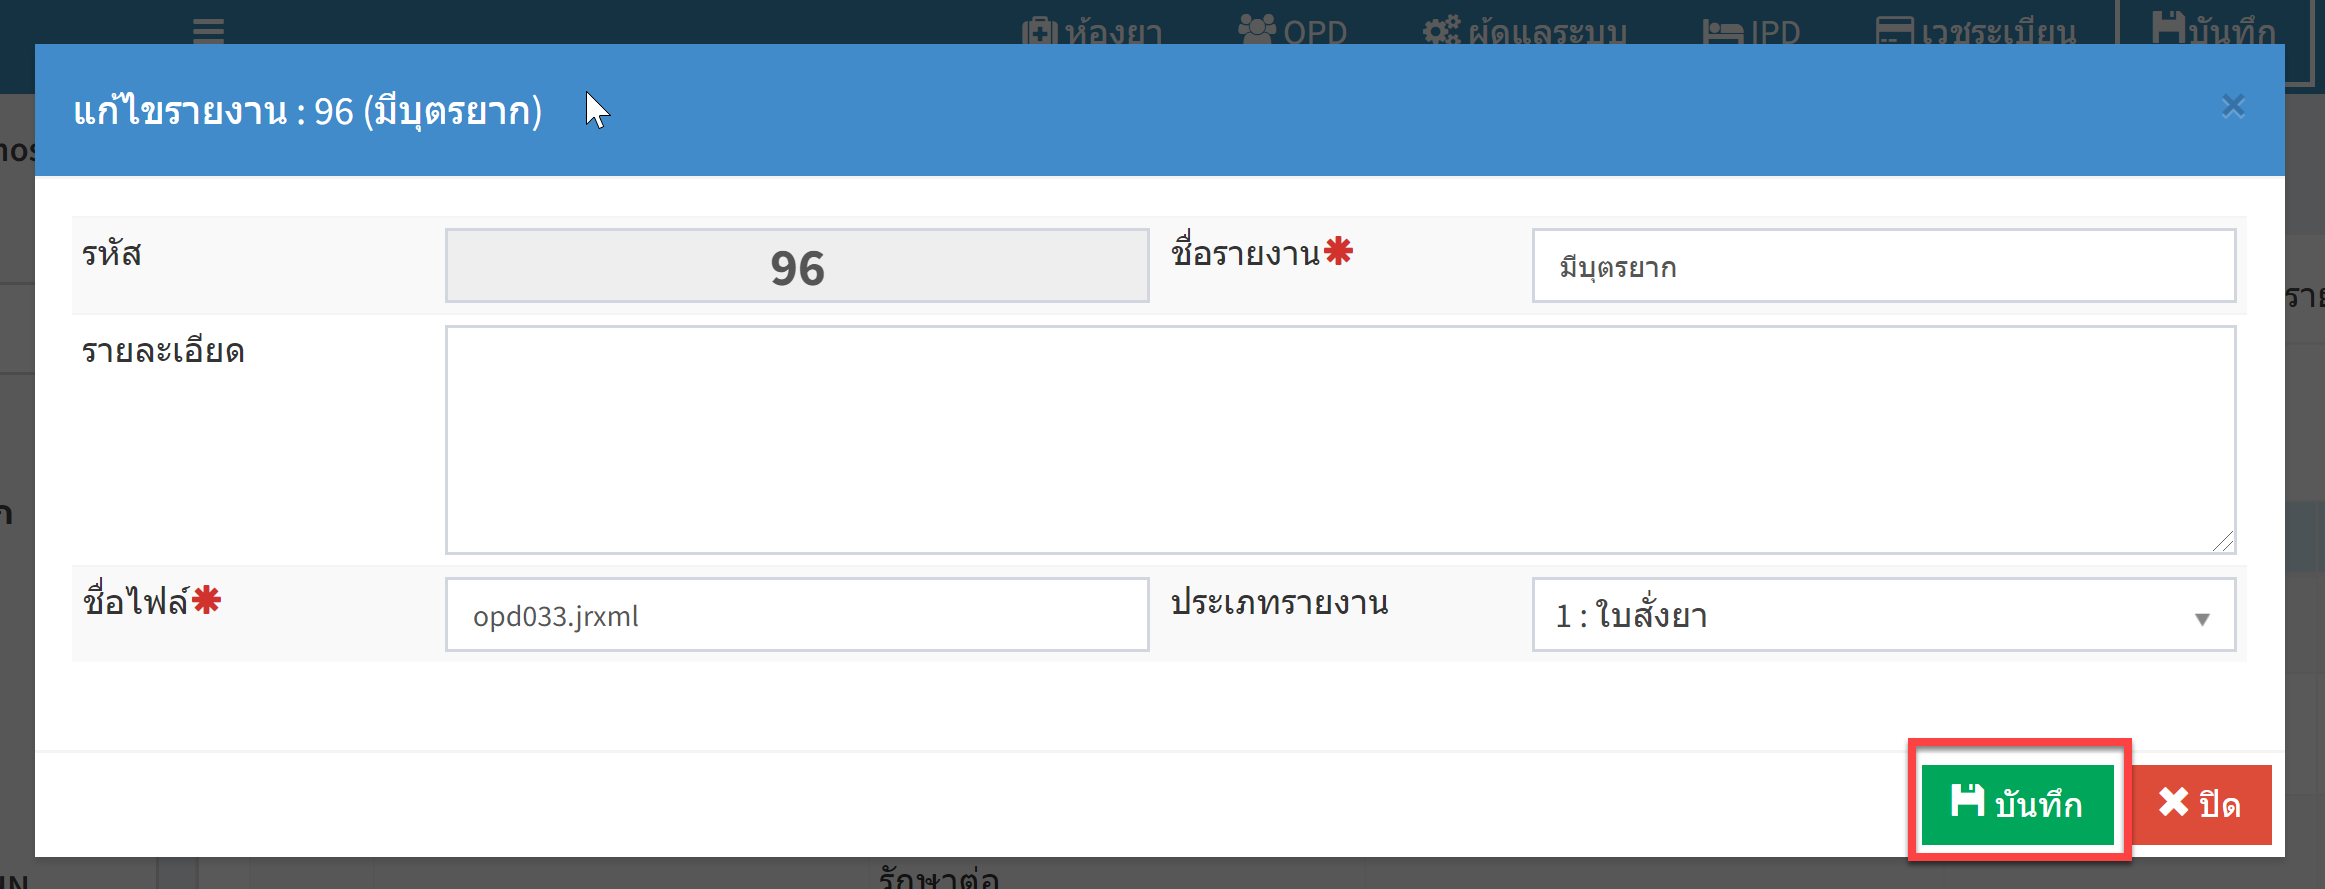 ห้องยา OPD ผู้ดูแลระบบ IPD เวชระเบียน บันทึก
แก้ไขรายงาน : 96 (มีบุตรยาก)
รหัส 96 ชื่อรายงาน มีบุตรยาก
รายละเอียด
ชื่อไฟล์ opd033.jrxml ประเภทรายงาน 1 : ใบสั่งยา
บันทึก ปิด
รักษาต่อ